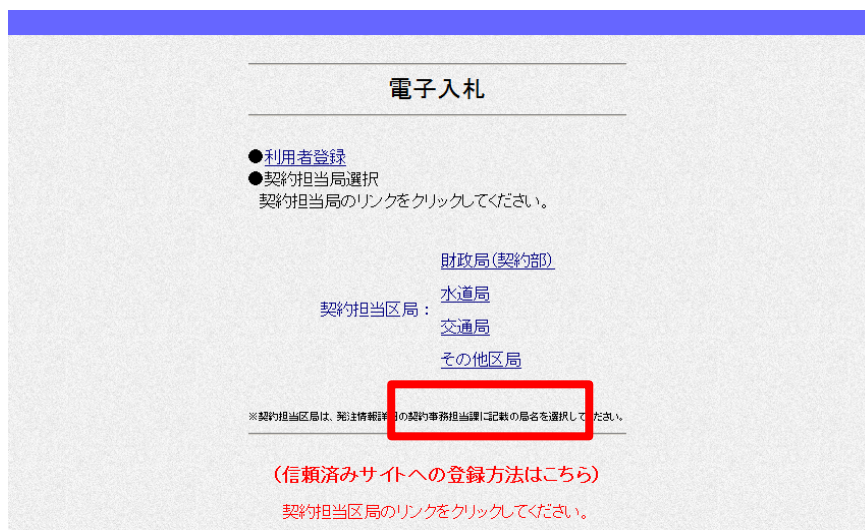 電子入札
●利用者登録
●契約担当局選択
契約担当局のリンクをクリックしてください。
財政局(契約部)
契約担当区局：
水道局
交通局
その他区局
※契約担当区局は、発注情報詳の契約事務担当課に記載の局名を選択してださい。
(信頼済みサイトへの登録方法はこちら)
契約担当区局のリンクをクリックしてください。